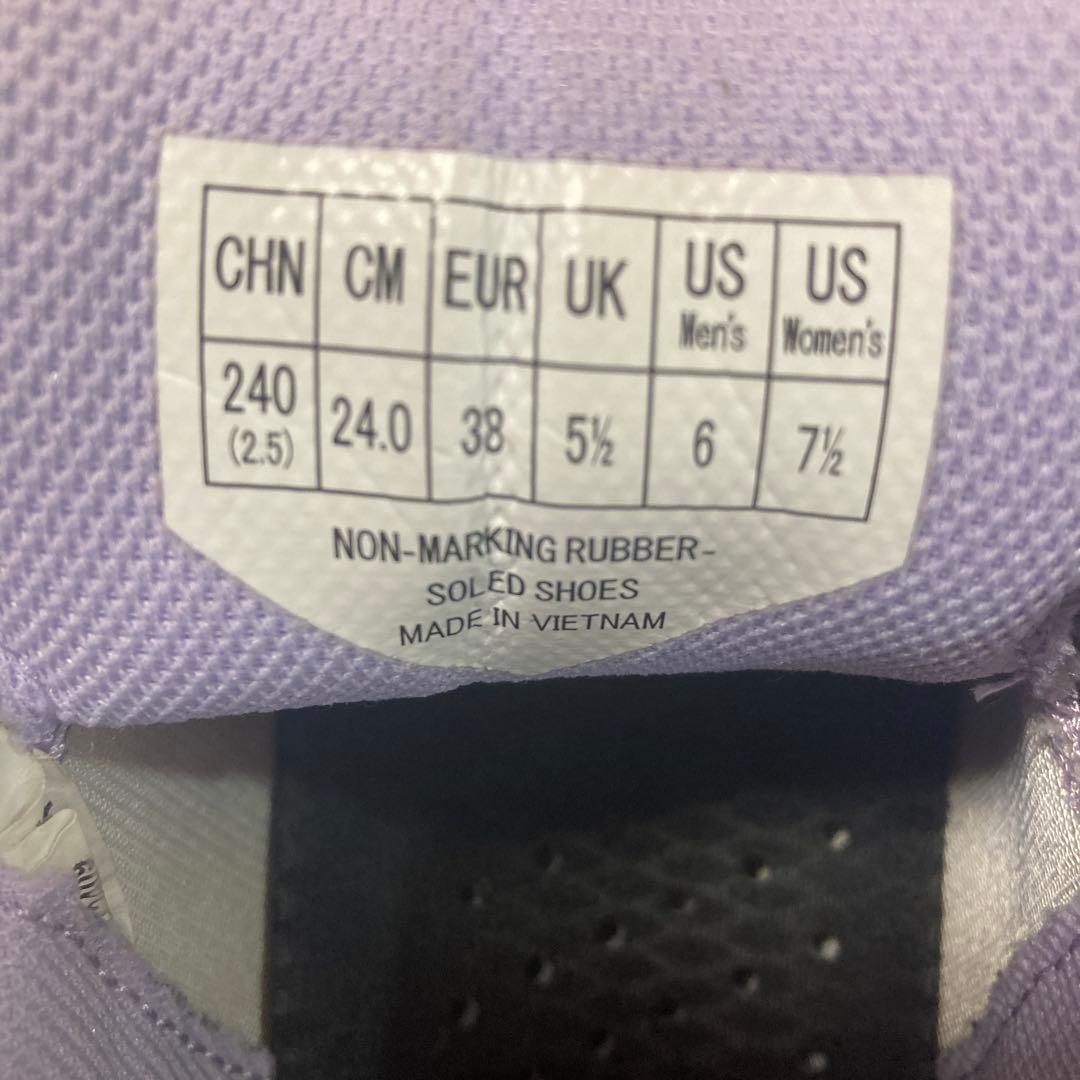 CHN CM EUR UK US Men's US Women's
240 (2.5) 24.0 38 5½ 6 7½
NON-MARKING RUBBER-
SOLED SHOES
MADE IN VIETNAM